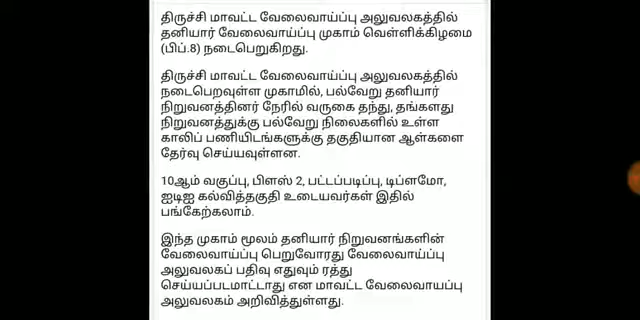 திருச்சி மாவட்ட வேலைவாய்ப்பு அலுவலகத்தில்
தனியார் வேலைவாய்ப்பு முகாம் வெள்ளிக்கிழமை
(பிப்.8) நடைபெறுகிறது.
திருச்சி மாவட்ட வேலைவாய்ப்பு அலுவலகத்தில்
நடைபெறவுள்ள முகாமில், பல்வேறு தனியார்
நிறுவனத்தினர் நேரில் வருகை தந்து, தங்களது
நிறுவனத்துக்கு பல்வேறு நிலைகளில் உள்ள
காலிப் பணியிடங்களுக்கு தகுதியான ஆள்களை
தேர்வு செய்யவுள்ளன.
10ஆம் வகுப்பு, பிளஸ் 2, பட்டப்படிப்பு, டிப்ளமோ,
ஐடிஐ கல்வித்தகுதி உடையவர்கள் இதில்
பங்கேற்கலாம்.
இந்த முகாம் மூலம் தனியார் நிறுவனங்களின்
வேலைவாய்ப்பு பெறுவோரது வேலைவாய்ப்பு
அலுவலகப் பதிவு எதுவும் ரத்து
செய்யப்படமாட்டாது என மாவட்ட வேலைவாயப்பு
அலுவலகம் அறிவித்துள்ளது.